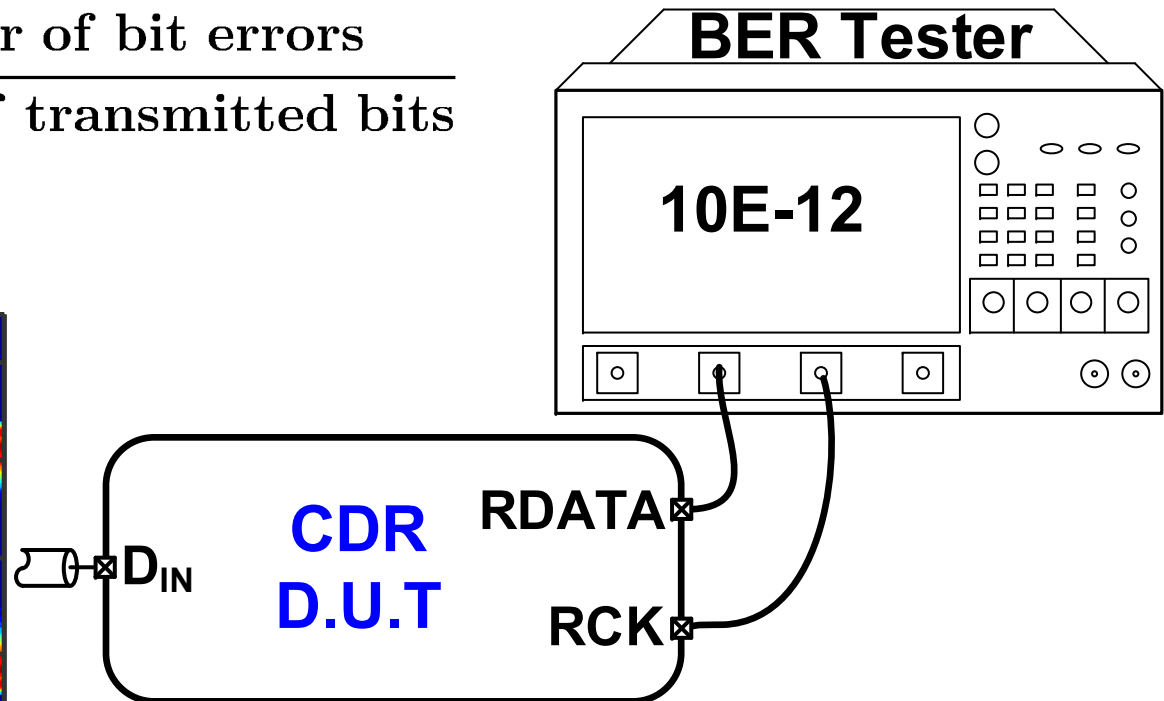 r of bit errors
transmitted bits
BER Tester
10E-12
RDATA
CDR
D.U.T
DIN
RCK